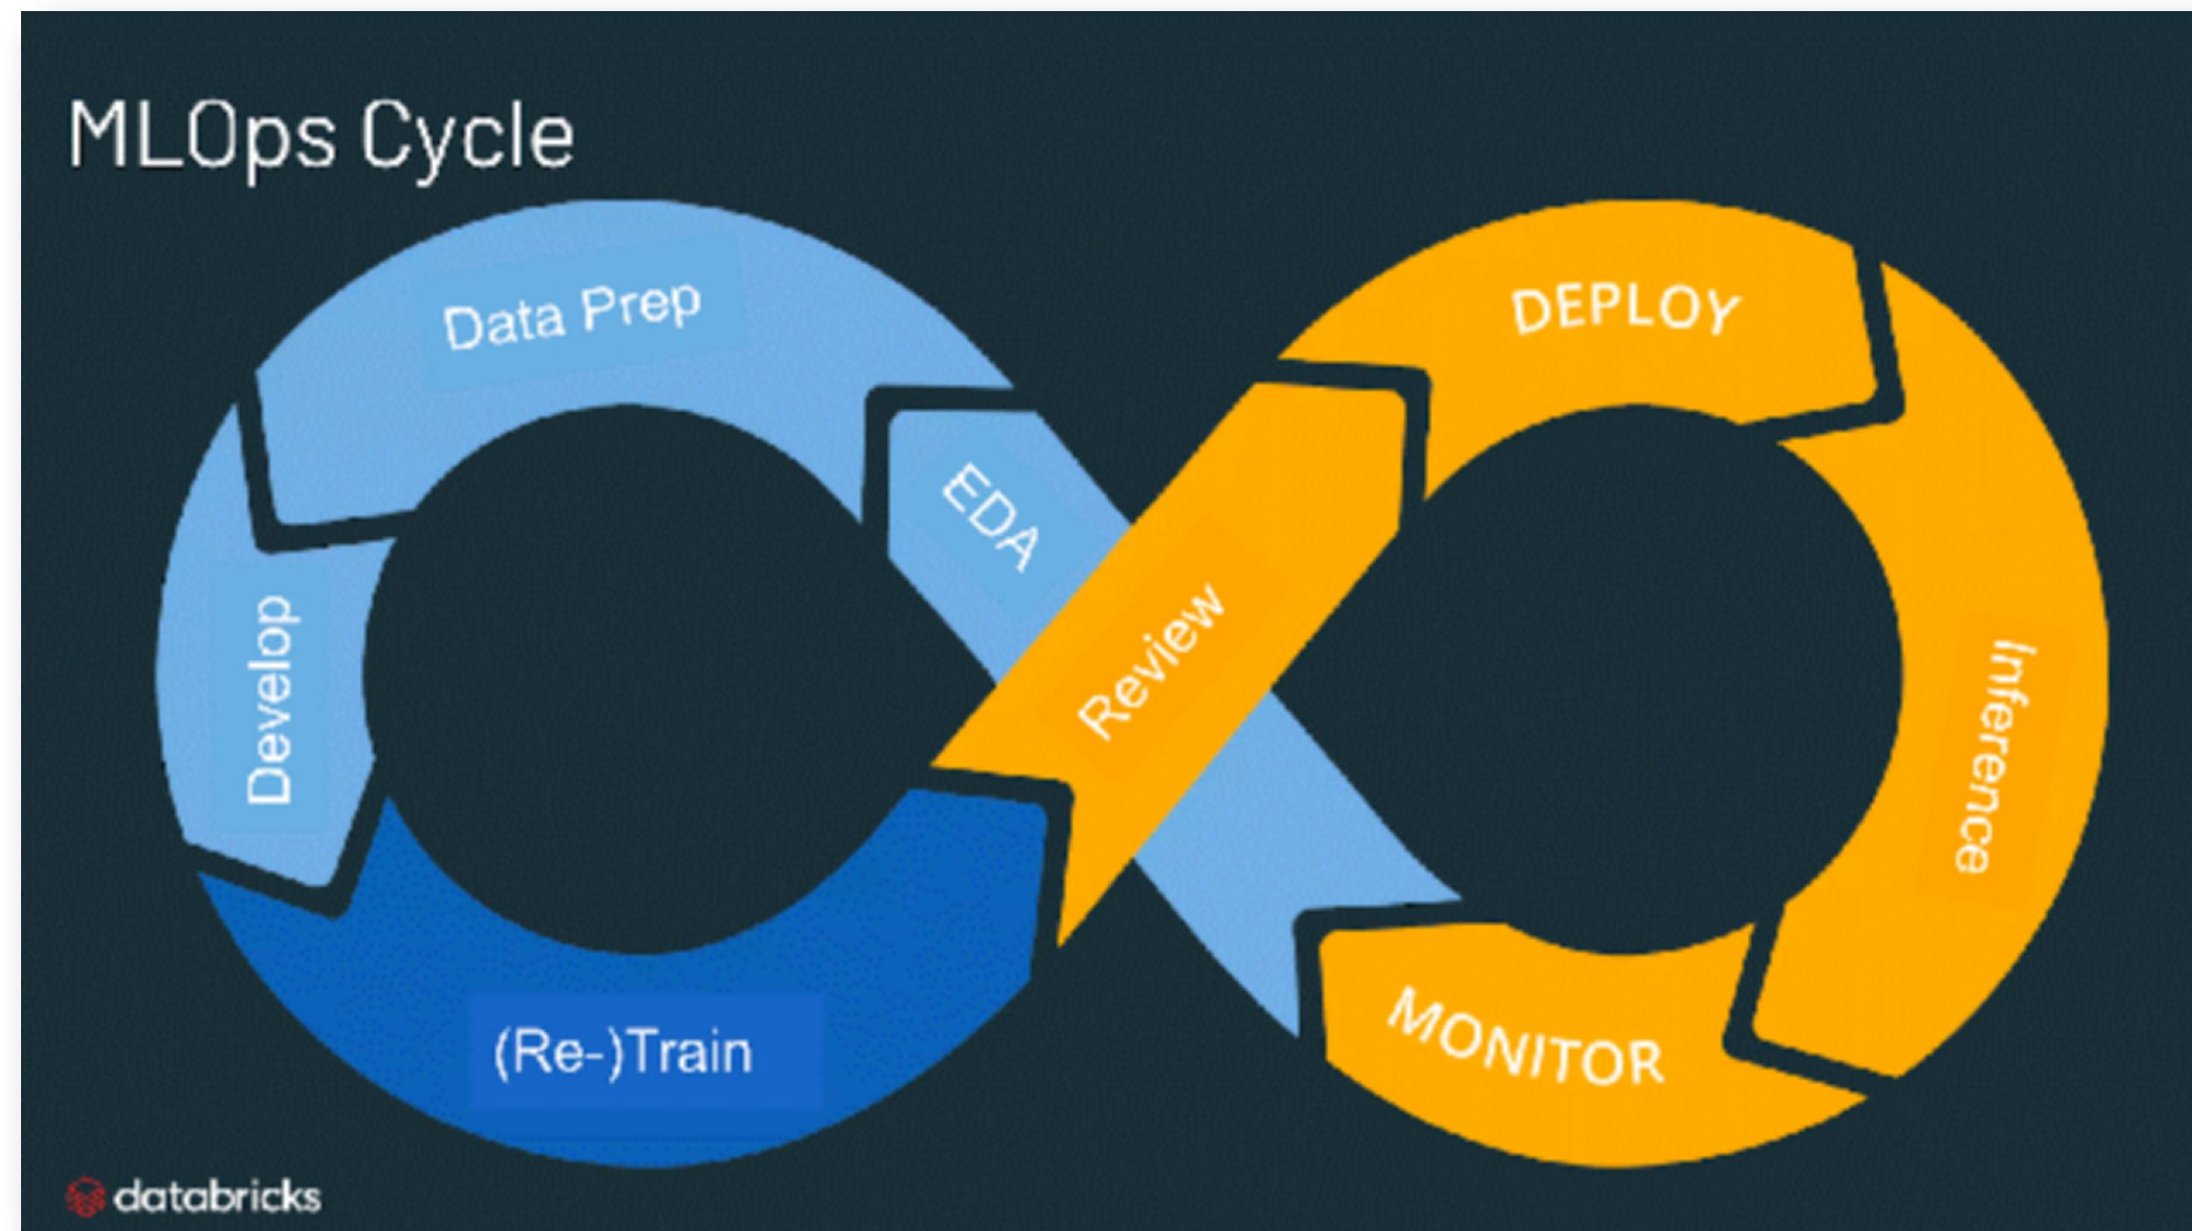 MLOps Cycle
Data Prep
DEPLOY
EDA
Review
Develop
Inference
(Re-)Train
MONITOR
databricks